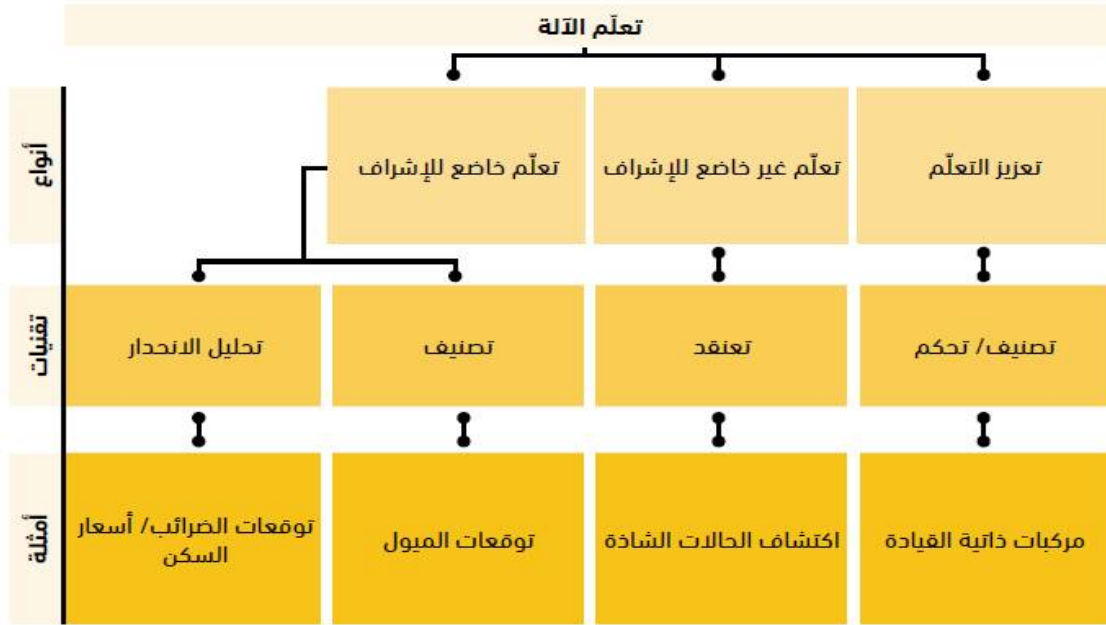 تعلّم الآلة
تعزيز التعلّم
تعلّم غير خاضع للإشراف
تعلّم خاضع للإشراف
أنواع
تصنيف/ تحكم
تعنقد
تصنيف
تحليل الانحدار
تقنيات
مركبات ذاتية القيادة
اكتشاف الحالات الشاذة
توقعات الميول
توقعات الضرائب/ أسعار
السكن
أمثلة